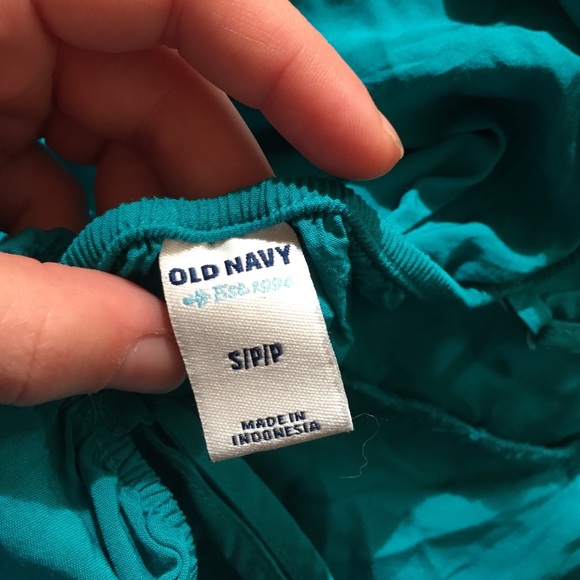 OLD NAVY
Est. 1994
S/P/P
MADE IN
INDONESIA